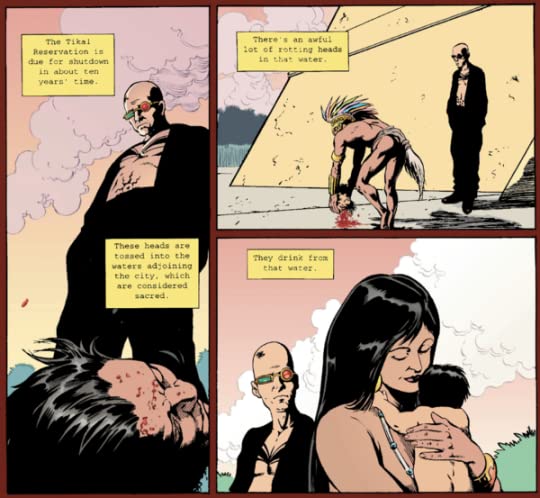 The Tikal
Reservation is
due for shutdown
in about ten
years' time.
These heads are
tossed into the
waters adjoining
the city, which
are considered
sacred.
There's an awful
lot of rotting heads
in that water.
They drink from
that water.